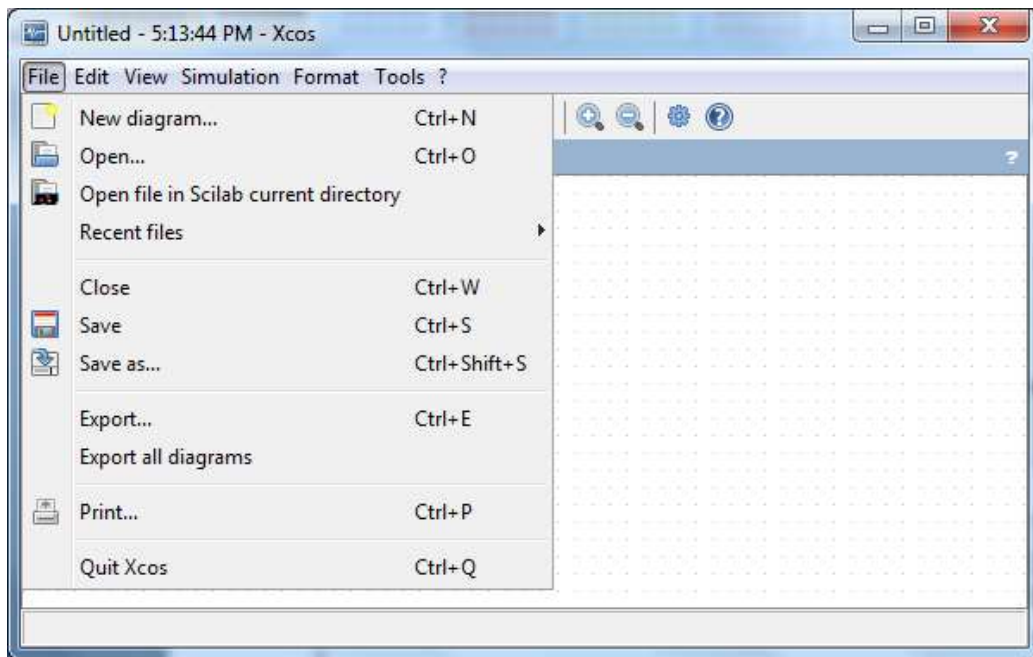 Untitled - 5:13:44 PM - Xcos
File Edit View Simulation Format Tools ?
New diagram... Ctrl+N
Open... Ctrl+O
?
Open file in Scilab current directory
Recent files
Close Ctrl+W
Save Ctrl+S
Save as... Ctrl+Shift+S
Export... Ctrl+E
Export all diagrams
Print... Ctrl+P
Quit Xcos Ctrl+Q